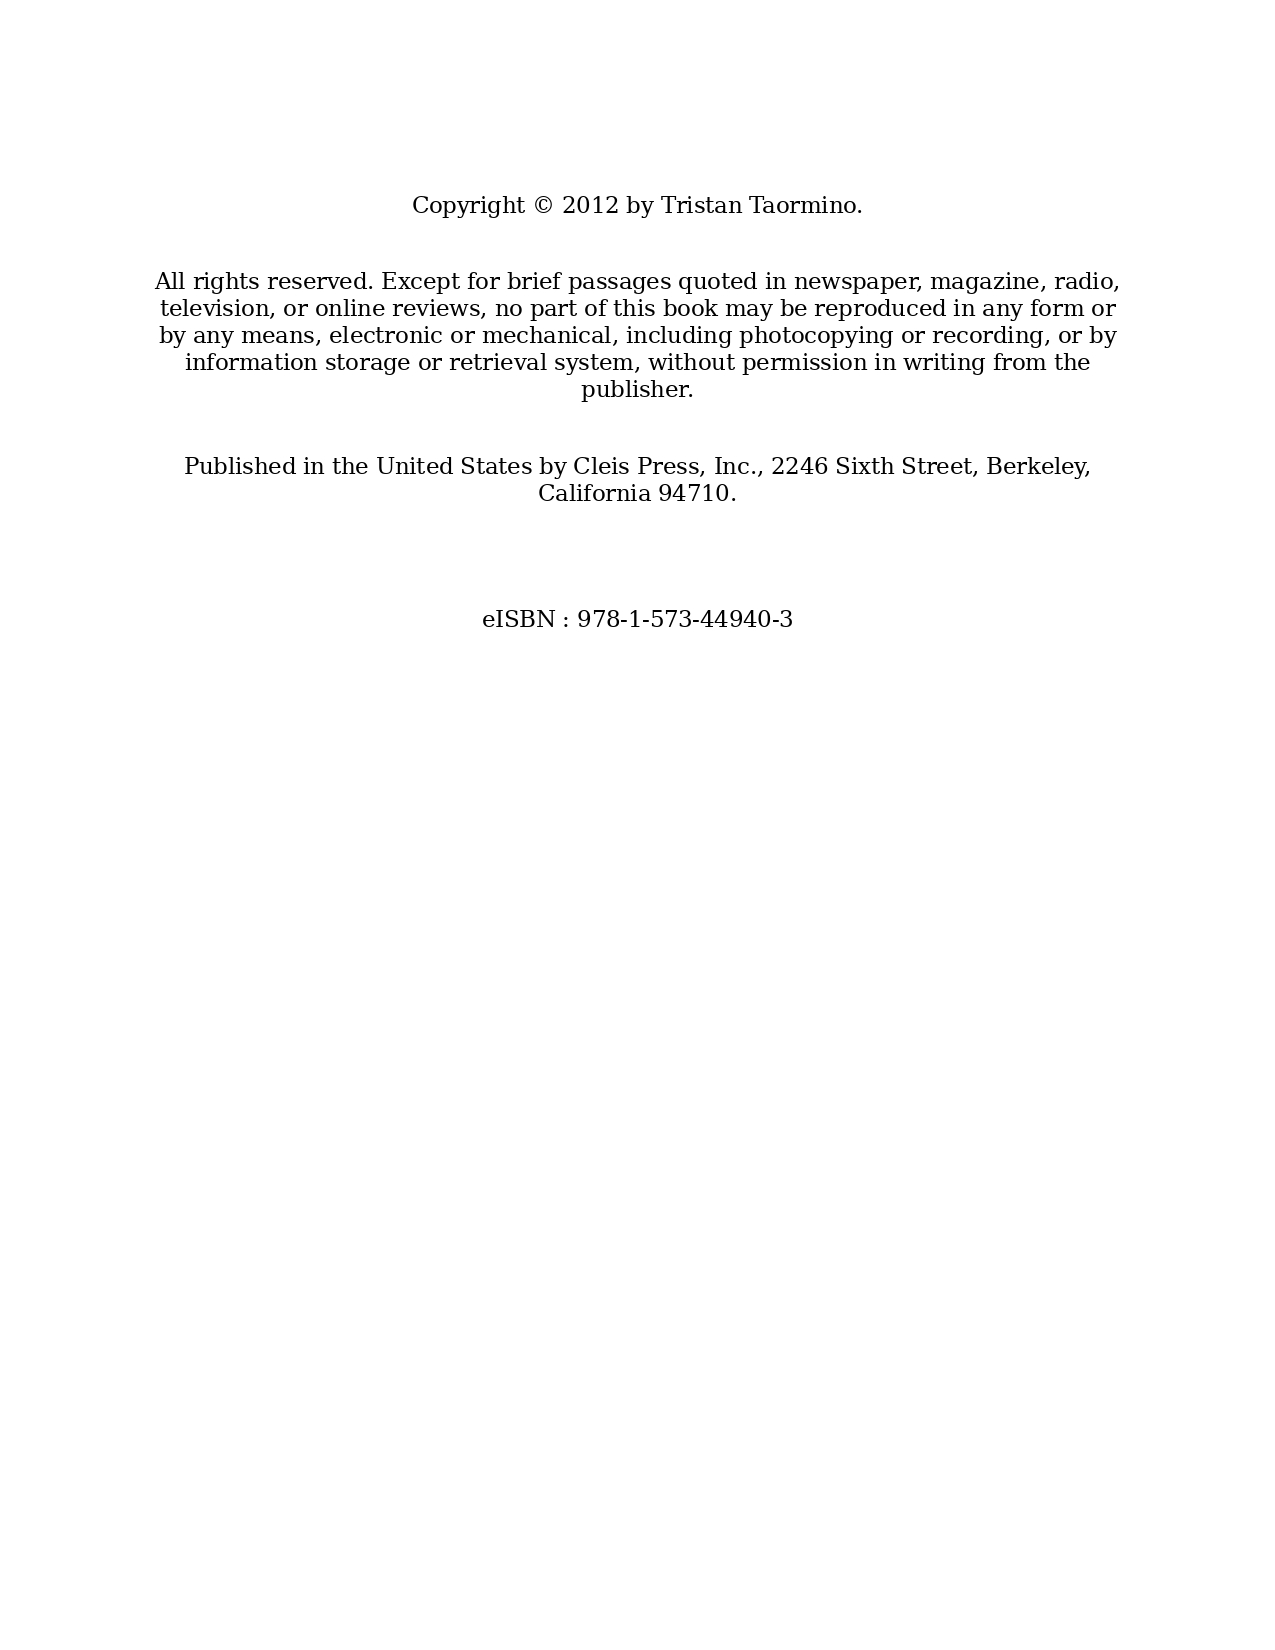 Copyright © 2012 by Tristan Taormino.
All rights reserved. Except for brief passages quoted in newspaper, magazine, radio,
television, or online reviews, no part of this book may be reproduced in any form or
by any means, electronic or mechanical, including photocopying or recording, or by
information storage or retrieval system, without permission in writing from the
publisher.
Published in the United States by Cleis Press, Inc., 2246 Sixth Street, Berkeley,
California 94710.
eISBN : 978-1-573-44940-3